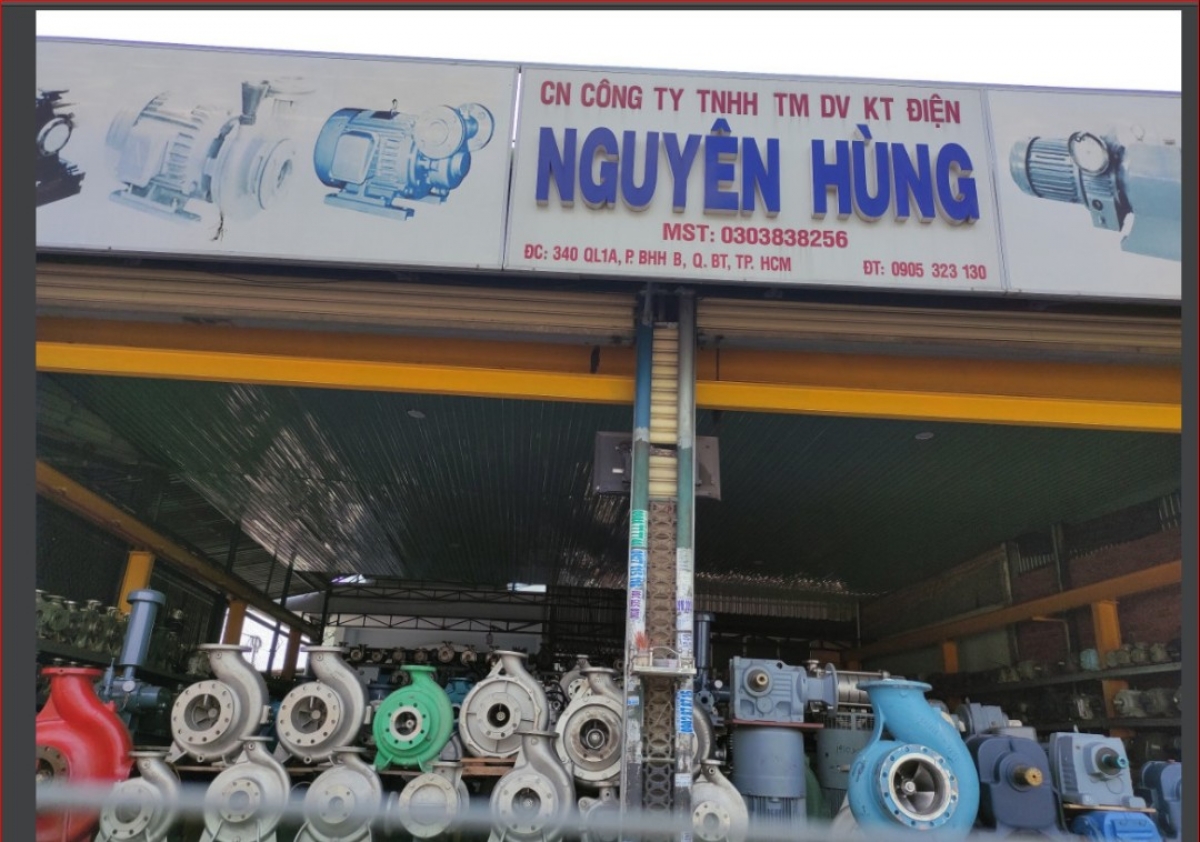 CN CÔNG TY TNHH TM DV KT ĐIỆN
NGUYÊN HÙNG
MST: 0303838256
ĐC: 340 QL1A, P. BHH B, Q. BT, TP. HCM
ĐT: 0905 323 130